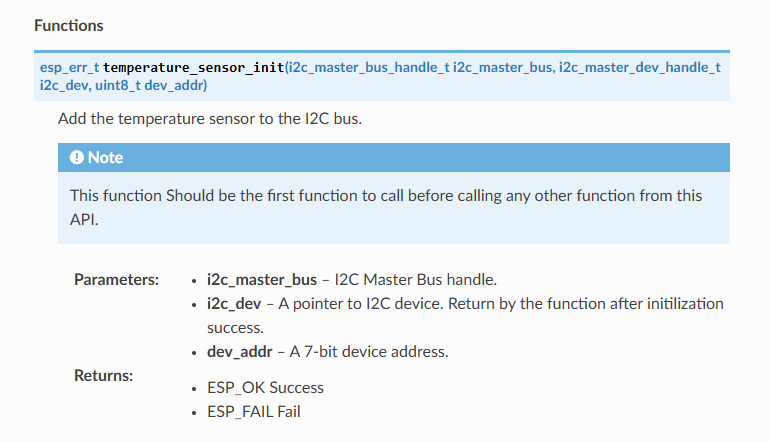 Functions
esp_err_t temperature_sensor_init(i2c_master_bus_handle_t i2c_master_bus, i2c_master_dev_handle_t
i2c_dev, uint8_t dev_addr)
Add the temperature sensor to the I2C bus.
Note
This function Should be the first function to call before calling any other function from this
API.
Parameters:
• i2c_master_bus – I2C Master Bus handle.
• i2c_dev – A pointer to I2C device. Return by the function after initilization
success.
• dev_addr – A 7-bit device address.
Returns:
• ESP_OK Success
• ESP_FAIL Fail